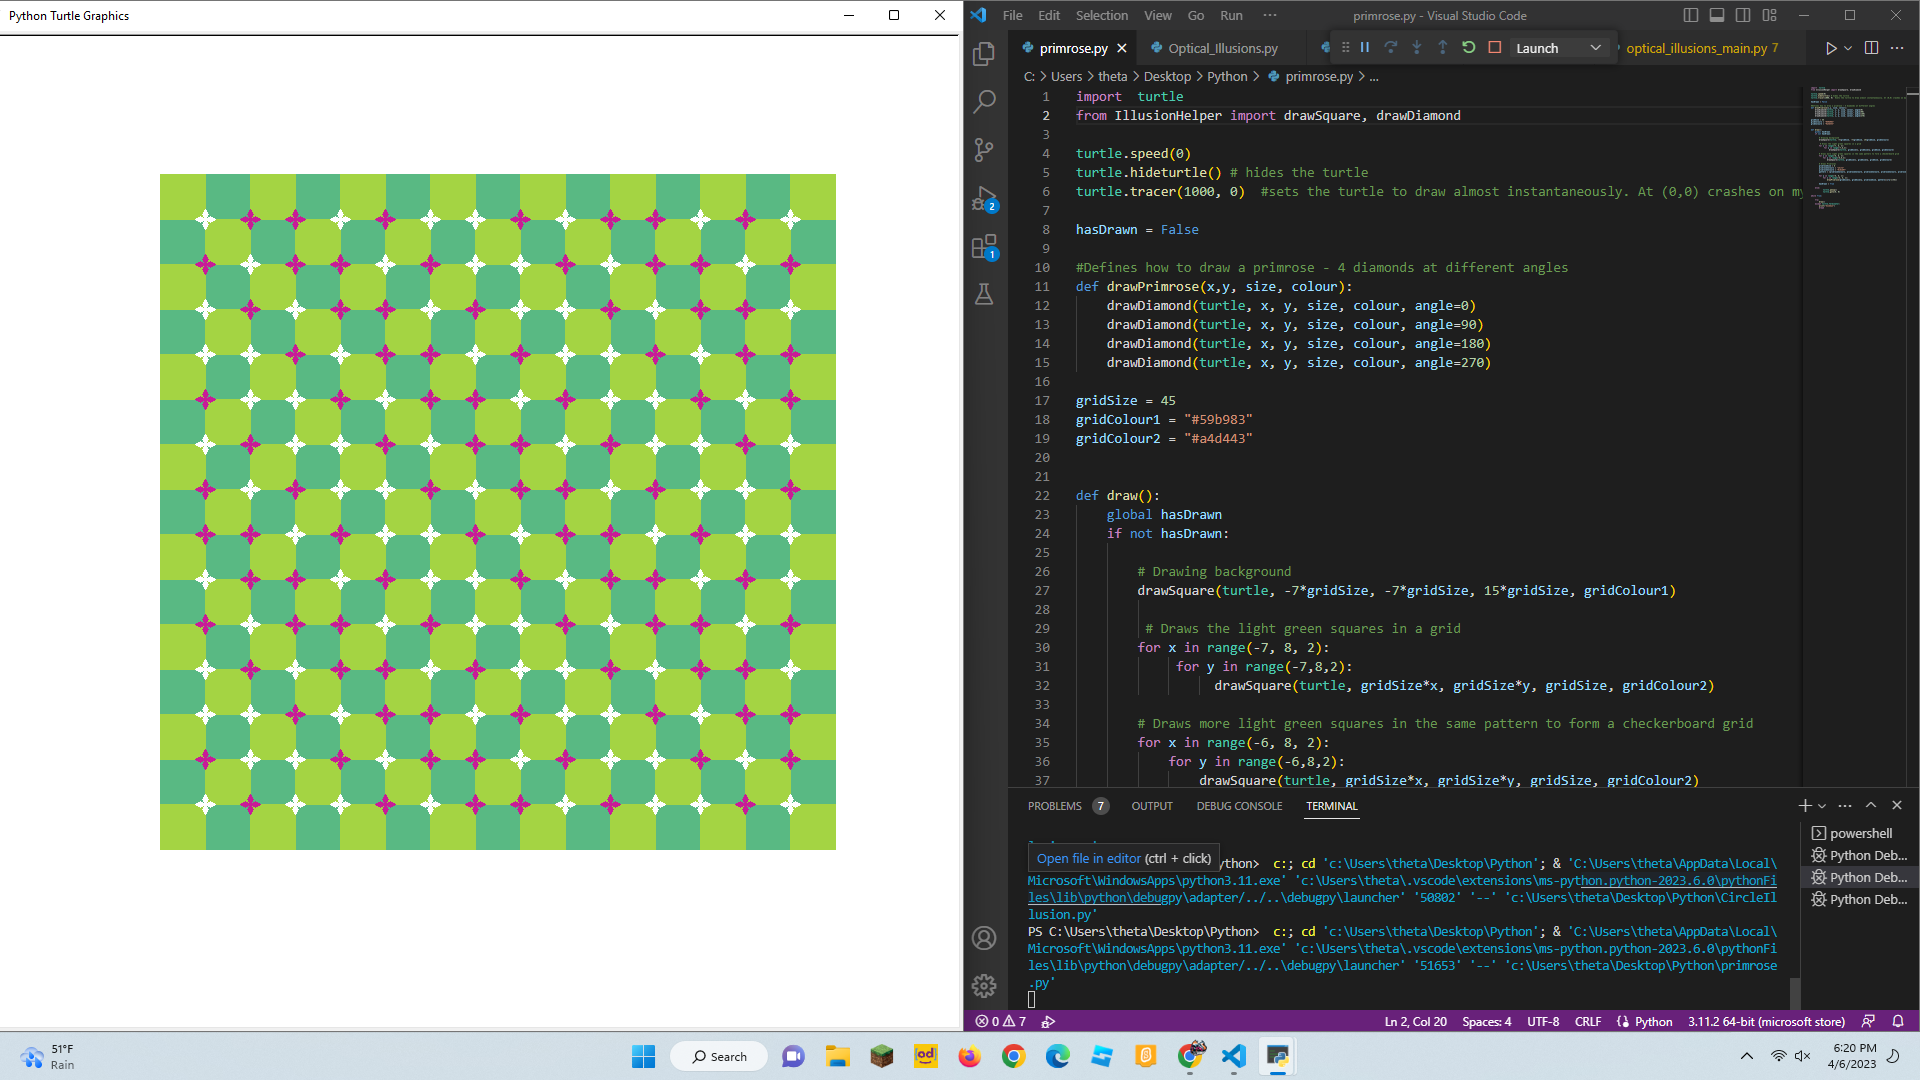 Python Turtle Graphics
File Edit Selection View Go Run ··· primrose.py - Visual Studio Code
primrose.py Optical_Illusions.py Launch optical_illusions_main.py 7
C: > Users > theta > Desktop > Python > primrose.py > ...
1 import  turtle
2 from IllusionHelper import drawSquare, drawDiamond
3
4 turtle.speed(0)
5 turtle.hideturtle() # hides the turtle
6 turtle.tracer(1000, 0)  #sets the turtle to draw almost instantaneously. At (0,0) crashes on my
7
8 hasDrawn = False
9
10 #Defines how to draw a primrose - 4 diamonds at different angles
11 def drawPrimrose(x,y, size, colour):
12     drawDiamond(turtle, x, y, size, colour, angle=0)
13     drawDiamond(turtle, x, y, size, colour, angle=90)
14     drawDiamond(turtle, x, y, size, colour, angle=180)
15     drawDiamond(turtle, x, y, size, colour, angle=270)
16
17 gridSize = 45
18 gridColour1 = "#59b983"
19 gridColour2 = "#a4d443"
20
21
22 def draw():
23     global hasDrawn
24     if not hasDrawn:
25
26         # Drawing background
27         drawSquare(turtle, -7*gridSize, -7*gridSize, 15*gridSize, gridColour1)
28
29          # Draws the light green squares in a grid
30         for x in range(-7, 8, 2):
31              for y in range(-7,8,2):
32                   drawSquare(turtle, gridSize*x, gridSize*y, gridSize, gridColour2)
33
34         # Draws more light green squares in the same pattern to form a checkerboard grid
35         for x in range(-6, 8, 2):
36             for y in range(-6,8,2):
37                 drawSquare(turtle, gridSize*x, gridSize*y, gridSize, gridColour2)
PROBLEMS 7 OUTPUT DEBUG CONSOLE TERMINAL
Open file in editor (ctrl + click)
ython>  c:; cd 'c:\Users\theta\Desktop\Python'; & 'C:\Users\theta\AppData\Local\
Microsoft\WindowsApps\python3.11.exe' 'c:\Users\theta\.vscode\extensions\ms-python.python-2023.6.0\pythonFi
les\lib\python\debugpy\adapter/../..\debugpy\launcher' '50802' '--' 'c:\Users\theta\Desktop\Python\CircleIl
lusion.py'
PS C:\Users\theta\Desktop\Python>  c:; cd 'c:\Users\theta\Desktop\Python'; & 'C:\Users\theta\AppData\Local\
Microsoft\WindowsApps\python3.11.exe' 'c:\Users\theta\.vscode\extensions\ms-python.python-2023.6.0\pythonFi
les\lib\python\debugpy\adapter/../..\debugpy\launcher' '51653' '--' 'c:\Users\theta\Desktop\Python\primrose
.py'
powershell
Python Deb...
Python Deb...
Python Deb...
2
1
0 7 Ln 2, Col 20 Spaces: 4 UTF-8 CRLF Python 3.11.2 64-bit (microsoft store)
51°F
Rain
Search
od
6:20 PM
4/6/2023